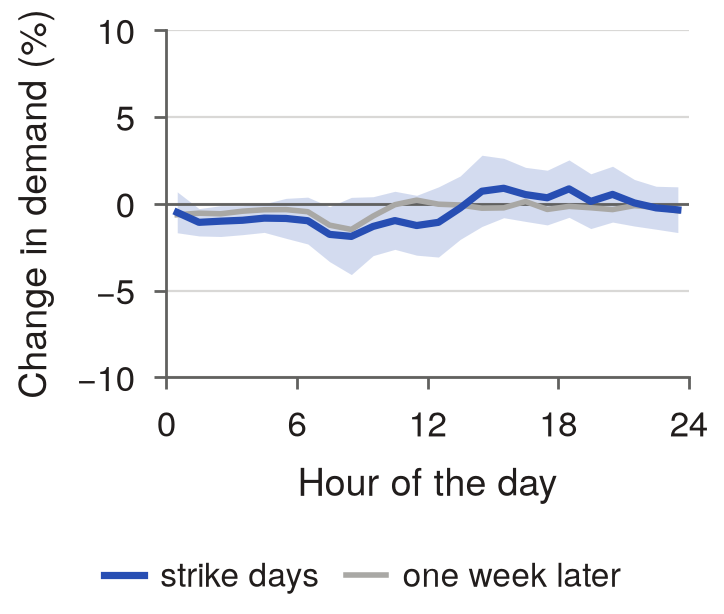 Change in demand (%)
10
5
0
−5
−10
0 6 12 18 24
Hour of the day
strike days one week later